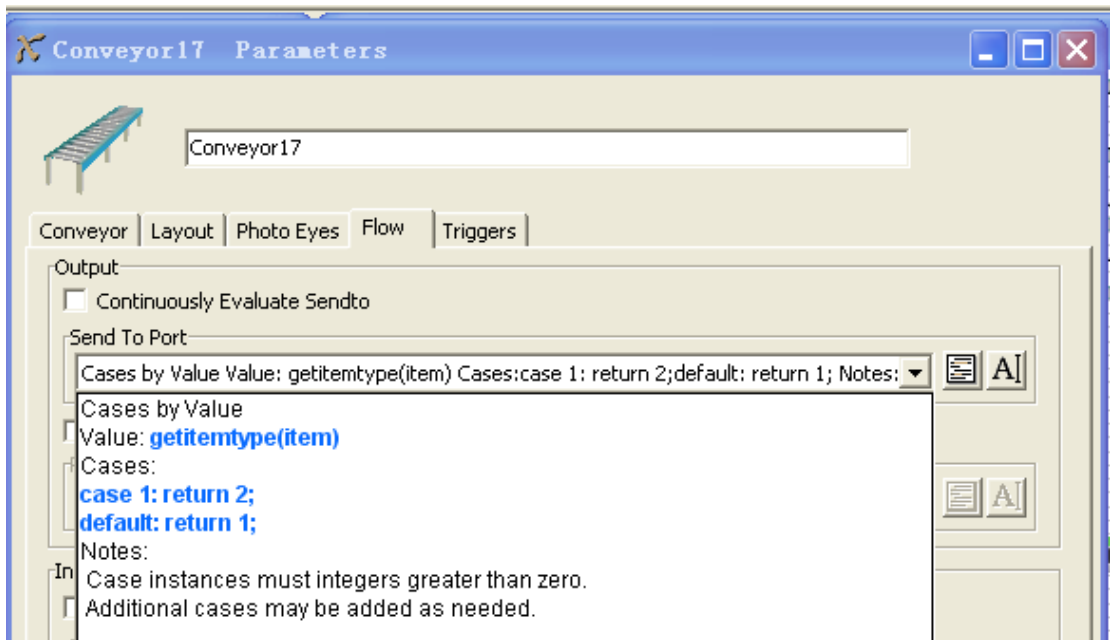 Conveyor17 Parameters
Conveyor17
Conveyor Layout Photo Eyes Flow Triggers
Output
Continuously Evaluate Sendto
Send To Port
Cases by Value Value: getitemtype(item) Cases:case 1: return 2;default: return 1; Notes:
Cases by Value
Value: getitemtype(item)
Cases:
case 1: return 2;
default: return 1;
Notes:
Case instances must integers greater than zero.
Additional cases may be added as needed.
In